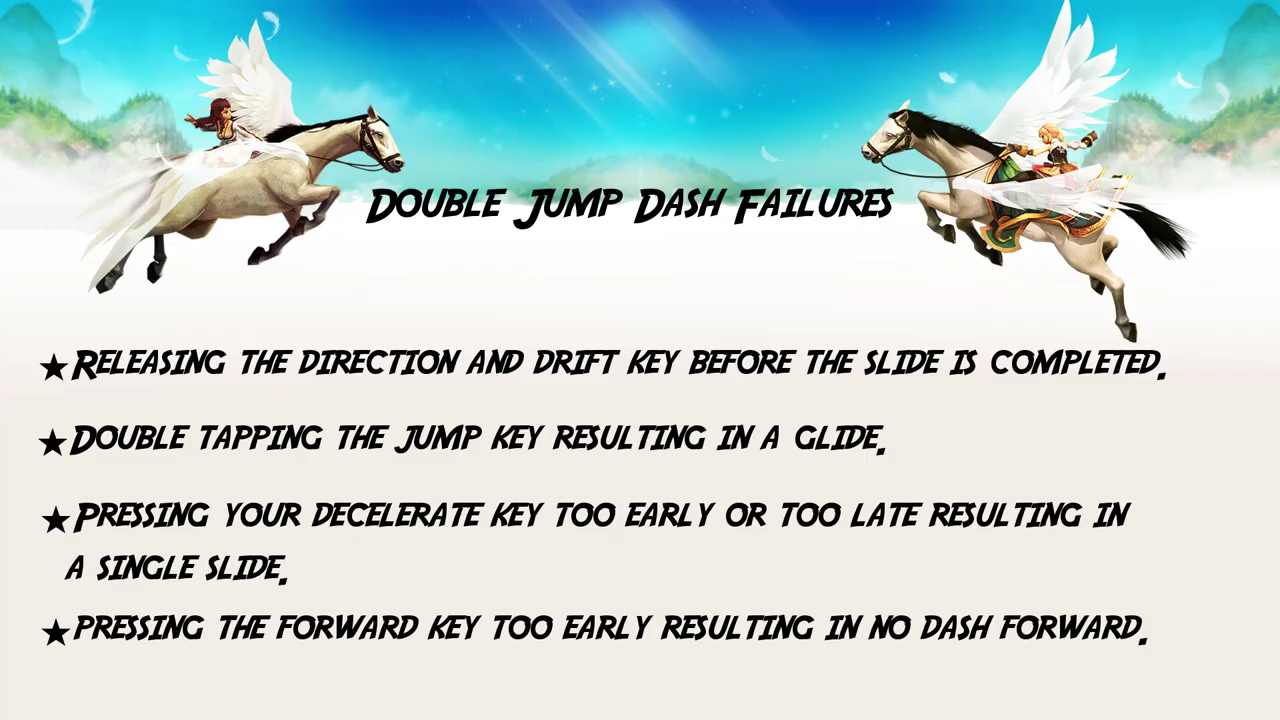 Double Jump Dash Failures
★Releasing the direction and drift key before the slide is completed.
★Double tapping the jump key resulting in a glide.
★Pressing your decelerate key too early or too late resulting in
a single slide.
★pressing the forward key too early resulting in no dash forward.